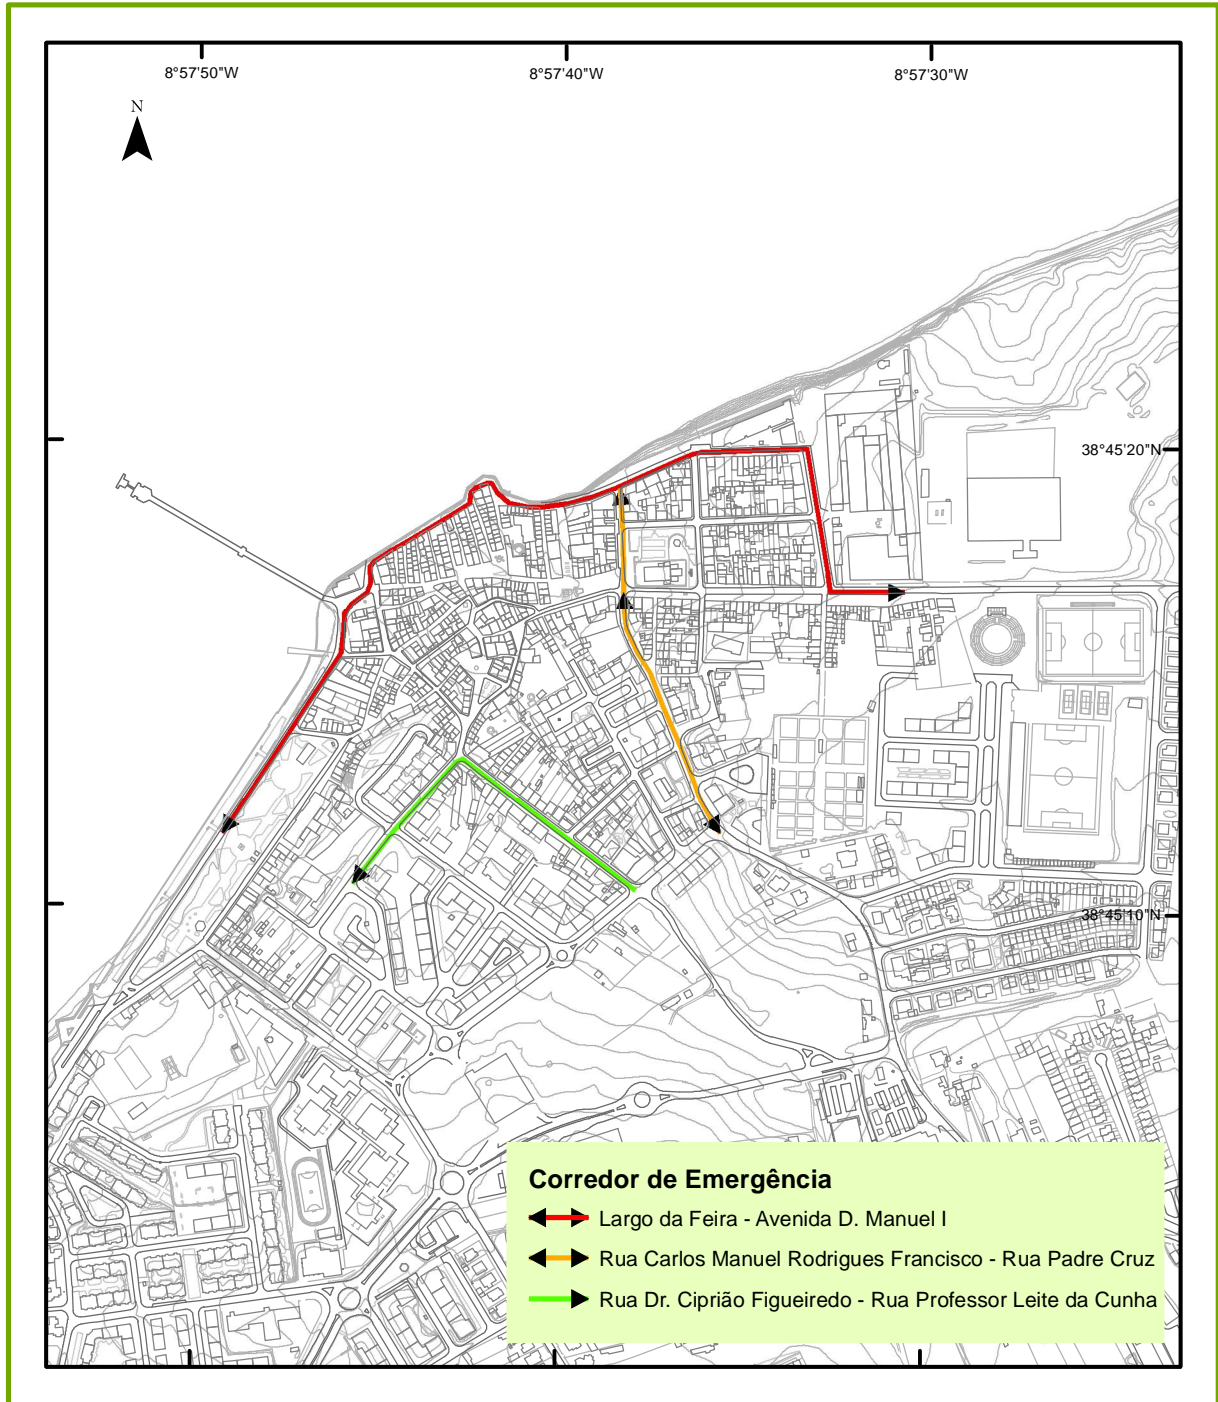 8°57'50"W
8°57'40"W
8°57'30"W
N
38°45'20"N
38°45'10"N
Corredor de Emergência
Largo da Feira - Avenida D. Manuel I
Rua Carlos Manuel Rodrigues Francisco - Rua Padre Cruz
Rua Dr. Ciprião Figueiredo - Rua Professor Leite da Cunha